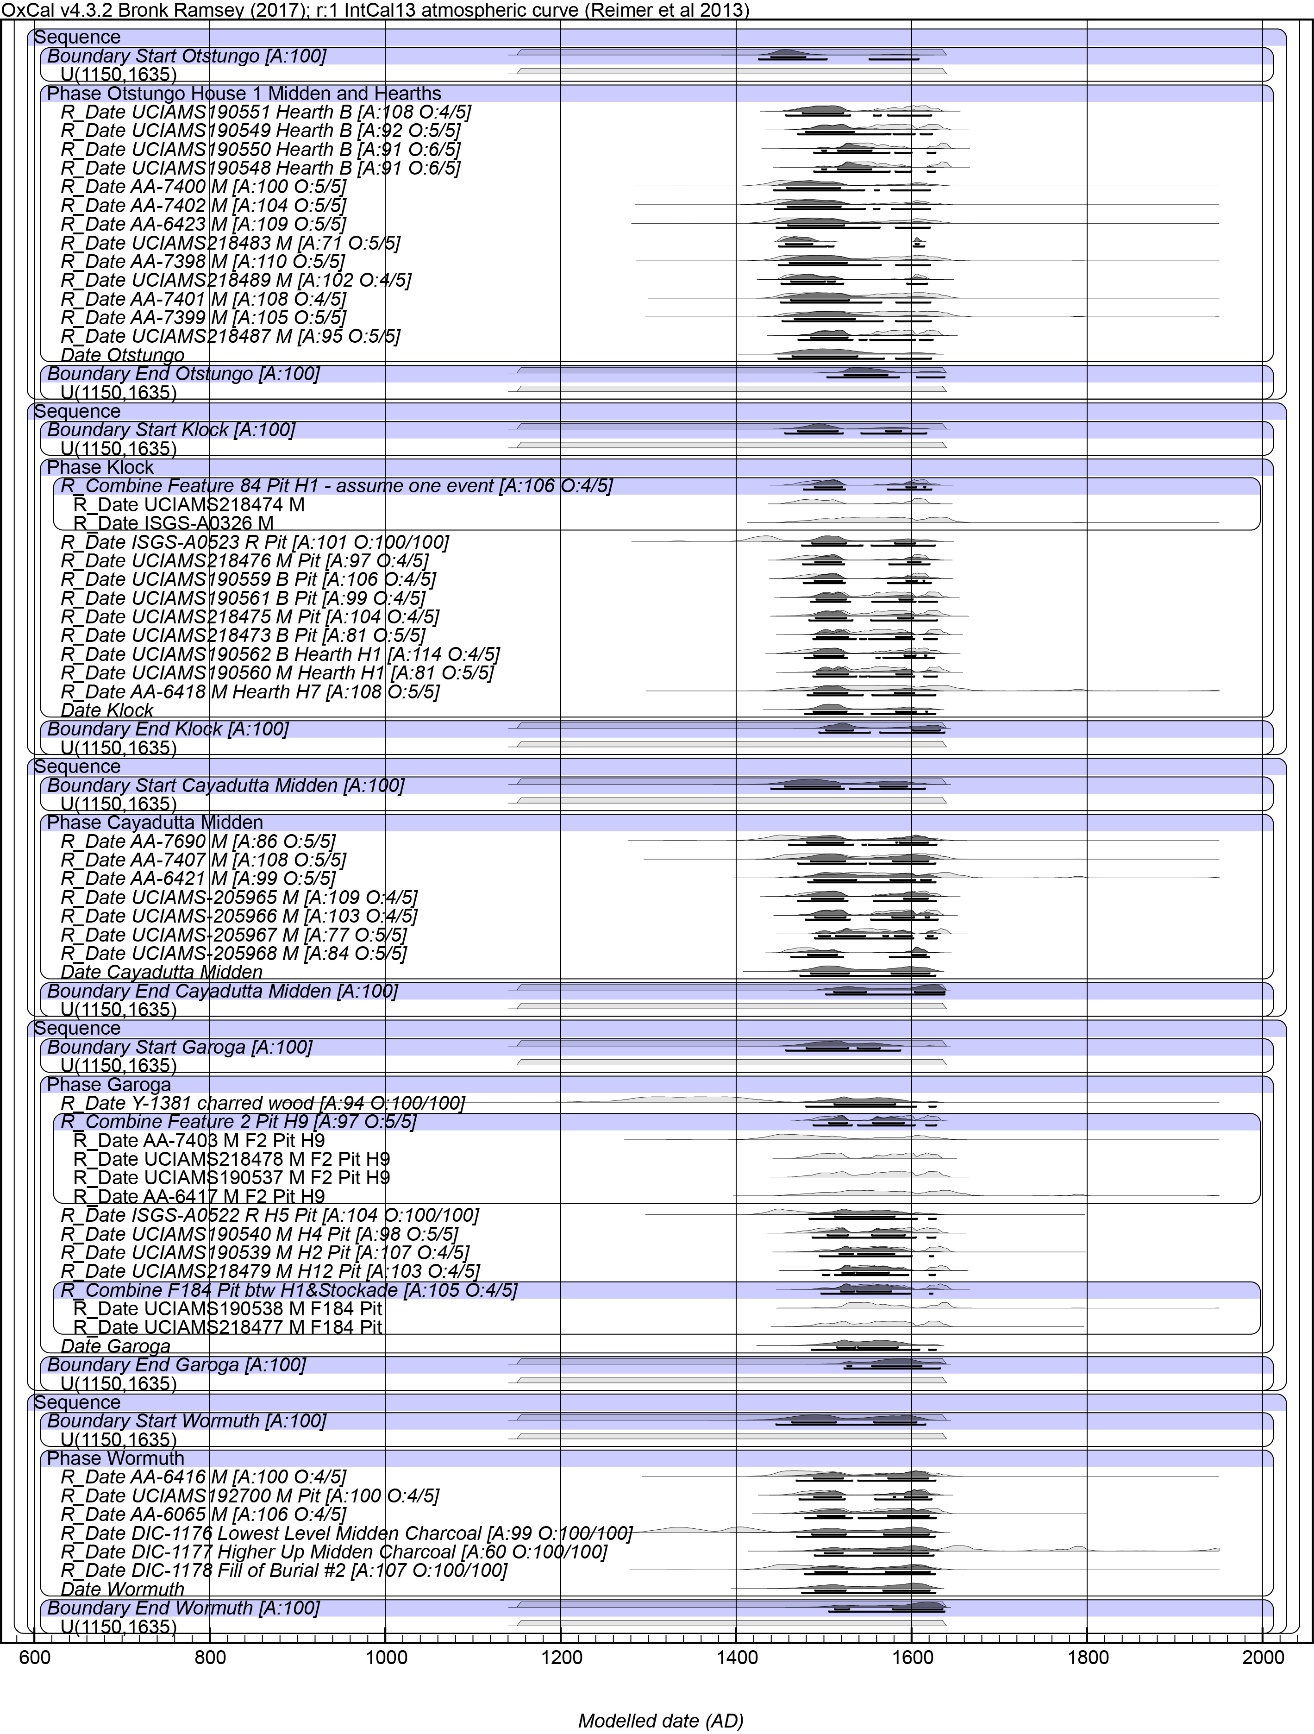 OxCal v4.3.2 Bronk Ramsey (2017); r:1 IntCal13 atmospheric curve (Reimer et al 2013)
Sequence
Boundary Start Otstungo [A:100]
U(1150,1635)
Phase Otstungo House 1 Midden and Hearths
R_Date UCIAMS190551 Hearth B [A:108 O:4/5]
R_Date UCIAMS190549 Hearth B [A:92 O:5/5]
R_Date UCIAMS190550 Hearth B [A:91 O:6/5]
R_Date UCIAMS190548 Hearth B [A:91 O:6/5]
R_Date AA-7400 M [A:100 O:5/5]
R_Date AA-7402 M [A:104 O:5/5]
R_Date AA-6423 M [A:109 O:5/5]
R_Date UCIAMS218483 M [A:71 O:5/5]
R_Date AA-7398 M [A:110 O:5/5]
R_Date UCIAMS218489 M [A:102 O:4/5]
R_Date AA-7401 M [A:108 O:4/5]
R_Date AA-7399 M [A:105 O:5/5]
R_Date UCIAMS218487 M [A:95 O:5/5]
Date Otstungo
Boundary End Otstungo [A:100]
U(1150,1635)
Sequence
Boundary Start Klock [A:100]
U(1150,1635)
Phase Klock
R_Combine Feature 84 Pit H1 - assume one event [A:106 O:4/5]
R_Date UCIAMS218474 M
R_Date ISGS-A0326 M
R_Date ISGS-A0523 R Pit [A:101 O:100/100]
R_Date UCIAMS218476 M Pit [A:97 O:4/5]
R_Date UCIAMS190559 B Pit [A:106 O:4/5]
R_Date UCIAMS190561 B Pit [A:99 O:4/5]
R_Date UCIAMS218475 M Pit [A:104 O:4/5]
R_Date UCIAMS218473 B Pit [A:81 O:5/5]
R_Date UCIAMS190562 B Hearth H1 [A:114 O:4/5]
R_Date UCIAMS190560 M Hearth H1 [A:81 O:5/5]
R_Date AA-6418 M Hearth H7 [A:108 O:5/5]
Date Klock
Boundary End Klock [A:100]
U(1150,1635)
Sequence
Boundary Start Cayadutta Midden [A:100]
U(1150,1635)
Phase Cayadutta Midden
R_Date AA-7690 M [A:86 O:5/5]
R_Date AA-7407 M [A:108 O:5/5]
R_Date AA-6421 M [A:99 O:5/5]
R_Date UCIAMS-205965 M [A:109 O:4/5]
R_Date UCIAMS-205966 M [A:103 O:4/5]
R_Date UCIAMS-205967 M [A:77 O:5/5]
R_Date UCIAMS-205968 M [A:84 O:5/5]
Date Cayadutta Midden
Boundary End Cayadutta Midden [A:100]
U(1150,1635)
Sequence
Boundary Start Garoga [A:100]
U(1150,1635)
Phase Garoga
R_Date Y-1381 charred wood [A:94 O:100/100]
R_Combine Feature 2 Pit H9 [A:97 O:5/5]
R_Date AA-7403 M F2 Pit H9
R_Date UCIAMS218478 M F2 Pit H9
R_Date UCIAMS190537 M F2 Pit H9
R_Date AA-6417 M F2 Pit H9
R_Date ISGS-A0522 R H5 Pit [A:104 O:100/100]
R_Date UCIAMS190540 M H4 Pit [A:98 O:5/5]
R_Date UCIAMS190539 M H2 Pit [A:107 O:4/5]
R_Date UCIAMS218479 M H12 Pit [A:103 O:4/5]
R_Combine F184 Pit btw H1&Stockade [A:105 O:4/5]
R_Date UCIAMS190538 M F184 Pit
R_Date UCIAMS218477 M F184 Pit
Date Garoga
Boundary End Garoga [A:100]
U(1150,1635)
Sequence
Boundary Start Wormuth [A:100]
U(1150,1635)
Phase Wormuth
R_Date AA-6416 M [A:100 O:4/5]
R_Date UCIAMS192700 M Pit [A:100 O:4/5]
R_Date AA-6065 M [A:106 O:4/5]
R_Date DIC-1176 Lowest Level Midden Charcoal [A:99 O:100/100]
R_Date DIC-1177 Higher Up Midden Charcoal [A:60 O:100/100]
R_Date DIC-1178 Fill of Burial #2 [A:107 O:100/100]
Date Wormuth
Boundary End Wormuth [A:100]
U(1150,1635)
600 800 1000 1200 1400 1600 1800 2000
Modelled date (AD)